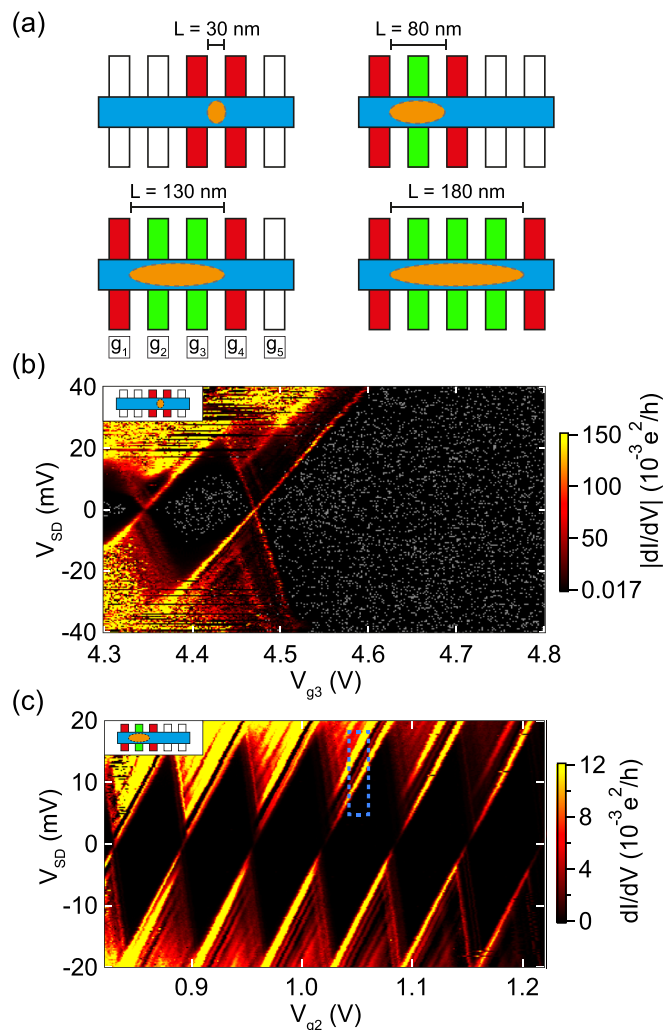 (a)
L = 30 nm
L = 80 nm
L = 130 nm
L = 180 nm
g1 g2 g3 g4 g5
(b)
40
20
0
-20
-40
VSD (mV)
4.3 4.4 4.5 4.6 4.7 4.8
Vg3 (V)
150
100
50
0.017
|dI/dV| (10^-3 e^2/h)
(c)
20
10
0
-10
-20
VSD (mV)
0.9 1.0 1.1 1.2
Vg2 (V)
12
8
4
0
dI/dV (10^-3 e^2/h)